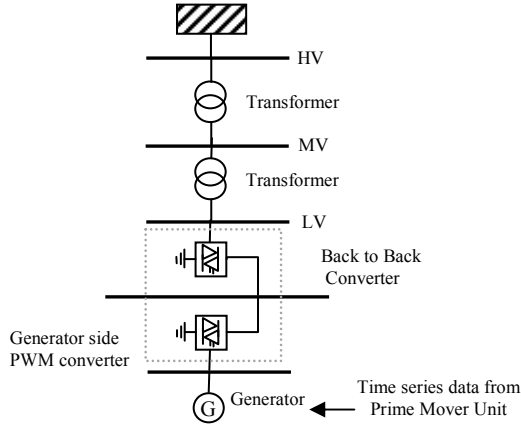 HV
Transformer
MV
Transformer
LV
Back to Back
Converter
Generator side
PWM converter
Generator
G
Time series data from
Prime Mover Unit